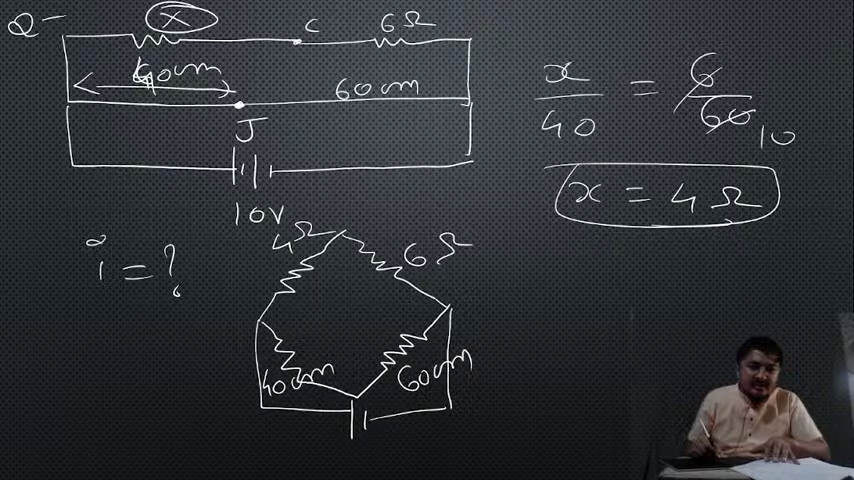 Q-
X C 6Ω
40cm 60cm
J
10V
x/40 = 6/60 10
x = 4Ω
i = ?
4Ω 6Ω
40cm 60cm